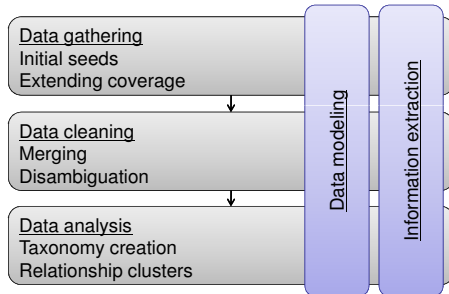 Data gathering
Initial seeds
Extending coverage
Data cleaning
Merging
Disambiguation
Data analysis
Taxonomy creation
Relationship clusters
Data modeling
Information extraction